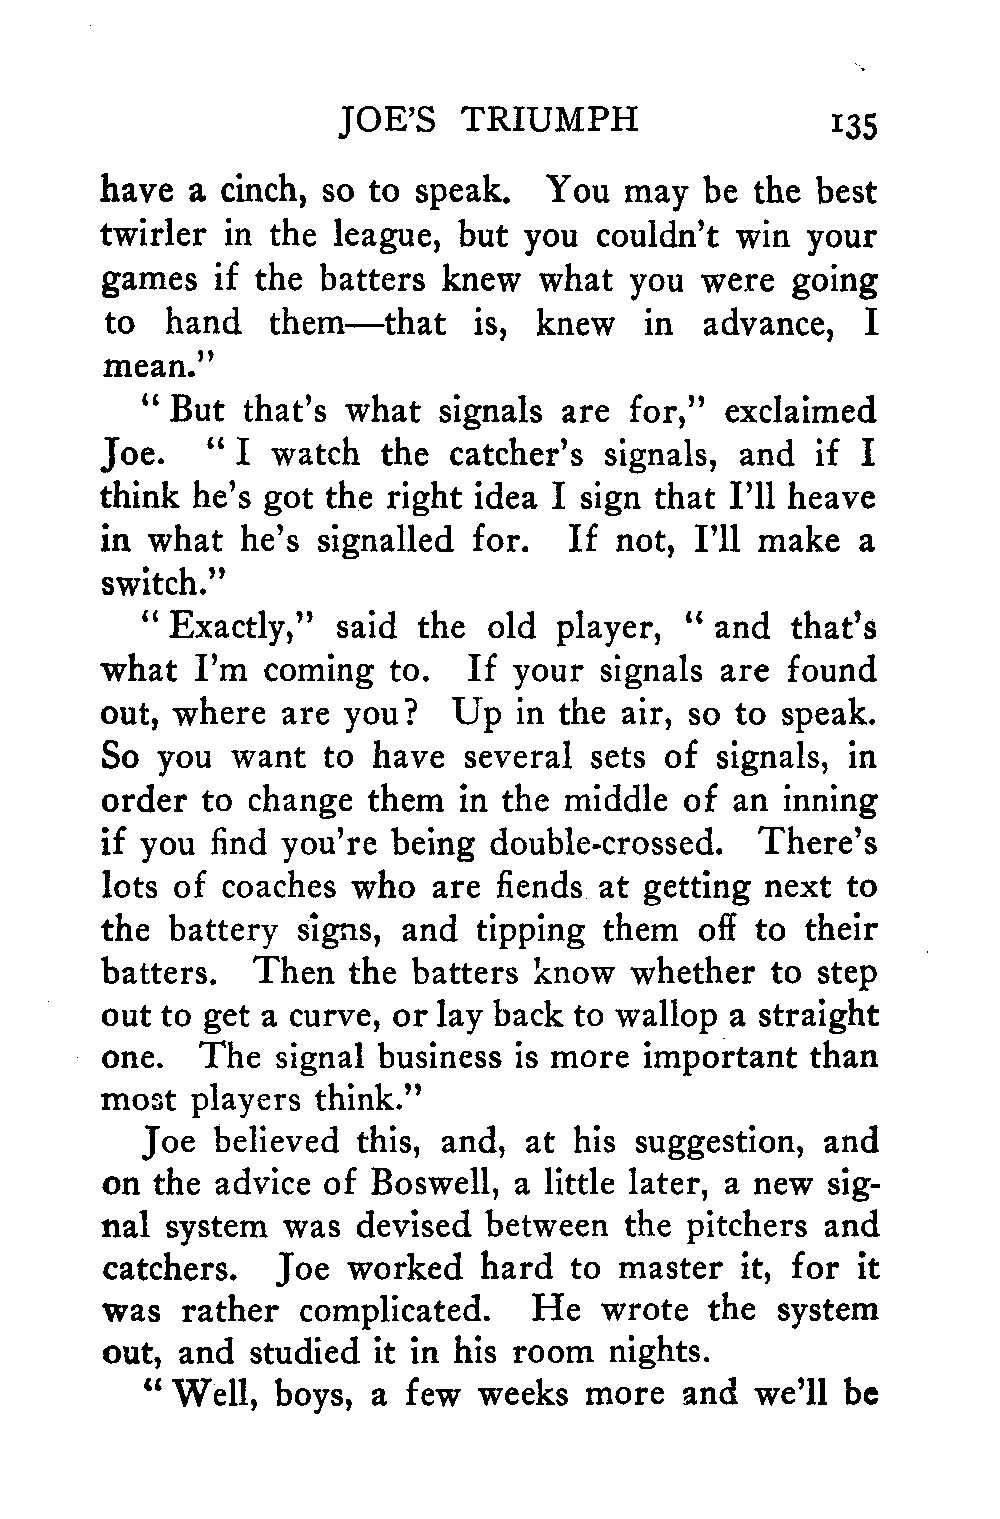 JOE'S TRIUMPH 135
have a cinch, so to speak. You may be the best
twirler in the league, but you couldn't win your
games if the batters knew what you were going
to hand them—that is, knew in advance, I
mean."
" But that's what signals are for," exclaimed
Joe. " I watch the catcher's signals, and if I
think he's got the right idea I sign that I'll heave
in what he's signalled for. If not, I'll make a
switch."
" Exactly," said the old player, " and that's
what I'm coming to. If your signals are found
out, where are you? Up in the air, so to speak.
So you want to have several sets of signals, in
order to change them in the middle of an inning
if you find you're being double-crossed. There's
lots of coaches who are fiends at getting next to
the battery signs, and tipping them off to their
batters. Then the batters know whether to step
out to get a curve, or lay back to wallop a straight
one. The signal business is more important than
most players think."
Joe believed this, and, at his suggestion, and
on the advice of Boswell, a little later, a new sig-
nal system was devised between the pitchers and
catchers. Joe worked hard to master it, for it
was rather complicated. He wrote the system
out, and studied it in his room nights.
" Well, boys, a few weeks more and we'll be